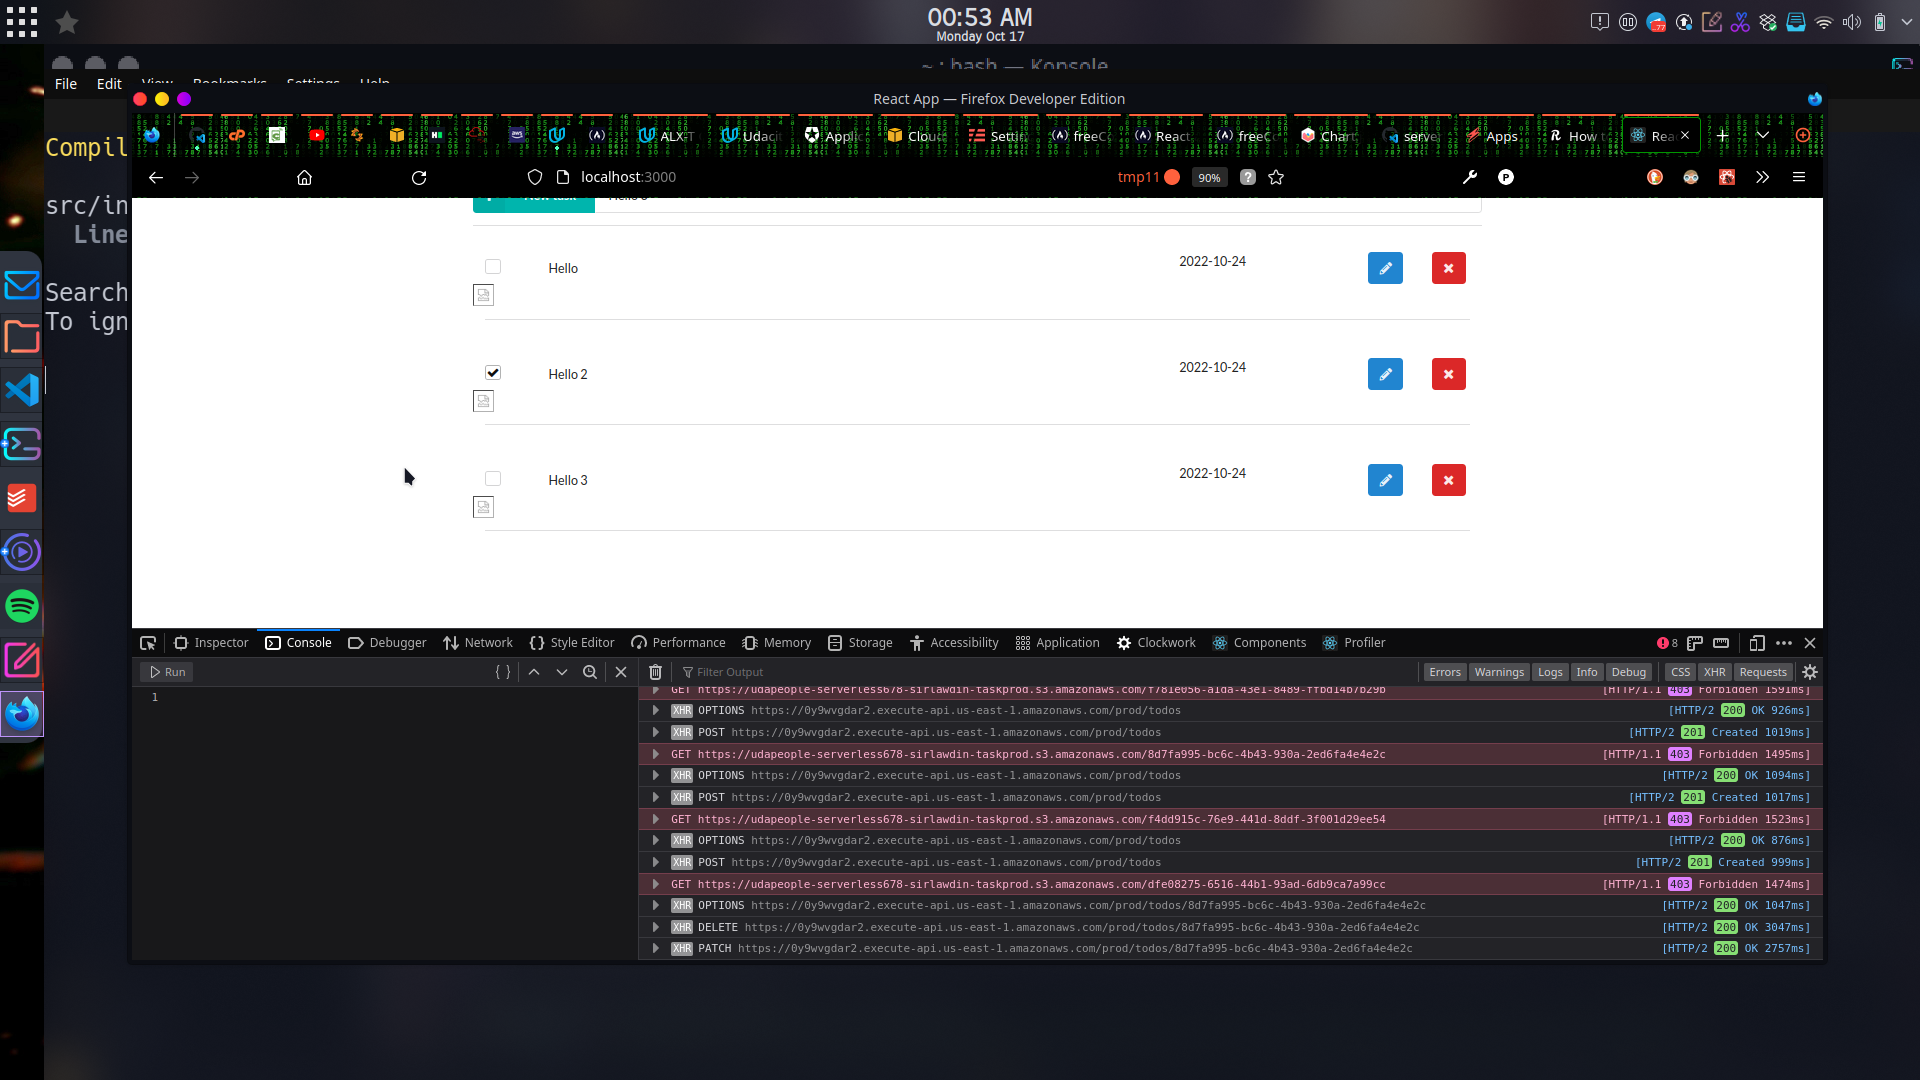 00:53 AM
Monday Oct 17
77
~ : bash — Konsole
File Edit View Bookmarks Settings Help
React App — Firefox Developer Edition
ALX-T Udaci Appli Cloud Settin freeC React freeC Chart serve Apps How t Rea
localhost:3000
tmp11 90%
Compil
src/in
Line
Search
To ign
New task Hello 3
Hello 2022-10-24
Hello 2 2022-10-24
Hello 3 2022-10-24
Inspector Console Debugger Network Style Editor Performance Memory Storage Accessibility Application Clockwork Components Profiler 8
Run Filter Output Errors Warnings Logs Info Debug CSS XHR Requests
1
GET https://udapeople-serverless678-sirlawdin-taskprod.s3.amazonaws.com/f781e056-a1da-43e1-8489-ffbd14b7b29b [HTTP/1.1 403 Forbidden 1591ms]
XHR OPTIONS https://0y9wvgdar2.execute-api.us-east-1.amazonaws.com/prod/todos [HTTP/2 200 OK 926ms]
XHR POST https://0y9wvgdar2.execute-api.us-east-1.amazonaws.com/prod/todos [HTTP/2 201 Created 1019ms]
GET https://udapeople-serverless678-sirlawdin-taskprod.s3.amazonaws.com/8d7fa995-bc6c-4b43-930a-2ed6fa4e4e2c [HTTP/1.1 403 Forbidden 1495ms]
XHR OPTIONS https://0y9wvgdar2.execute-api.us-east-1.amazonaws.com/prod/todos [HTTP/2 200 OK 1094ms]
XHR POST https://0y9wvgdar2.execute-api.us-east-1.amazonaws.com/prod/todos [HTTP/2 201 Created 1017ms]
GET https://udapeople-serverless678-sirlawdin-taskprod.s3.amazonaws.com/f4dd915c-76e9-441d-8ddf-3f001d29ee54 [HTTP/1.1 403 Forbidden 1523ms]
XHR OPTIONS https://0y9wvgdar2.execute-api.us-east-1.amazonaws.com/prod/todos [HTTP/2 200 OK 876ms]
XHR POST https://0y9wvgdar2.execute-api.us-east-1.amazonaws.com/prod/todos [HTTP/2 201 Created 999ms]
GET https://udapeople-serverless678-sirlawdin-taskprod.s3.amazonaws.com/dfe08275-6516-44b1-93ad-6db9ca7a99cc [HTTP/1.1 403 Forbidden 1474ms]
XHR OPTIONS https://0y9wvgdar2.execute-api.us-east-1.amazonaws.com/prod/todos/8d7fa995-bc6c-4b43-930a-2ed6fa4e4e2c [HTTP/2 200 OK 1047ms]
XHR DELETE https://0y9wvgdar2.execute-api.us-east-1.amazonaws.com/prod/todos/8d7fa995-bc6c-4b43-930a-2ed6fa4e4e2c [HTTP/2 200 OK 3047ms]
XHR PATCH https://0y9wvgdar2.execute-api.us-east-1.amazonaws.com/prod/todos/8d7fa995-bc6c-4b43-930a-2ed6fa4e4e2c [HTTP/2 200 OK 2757ms]